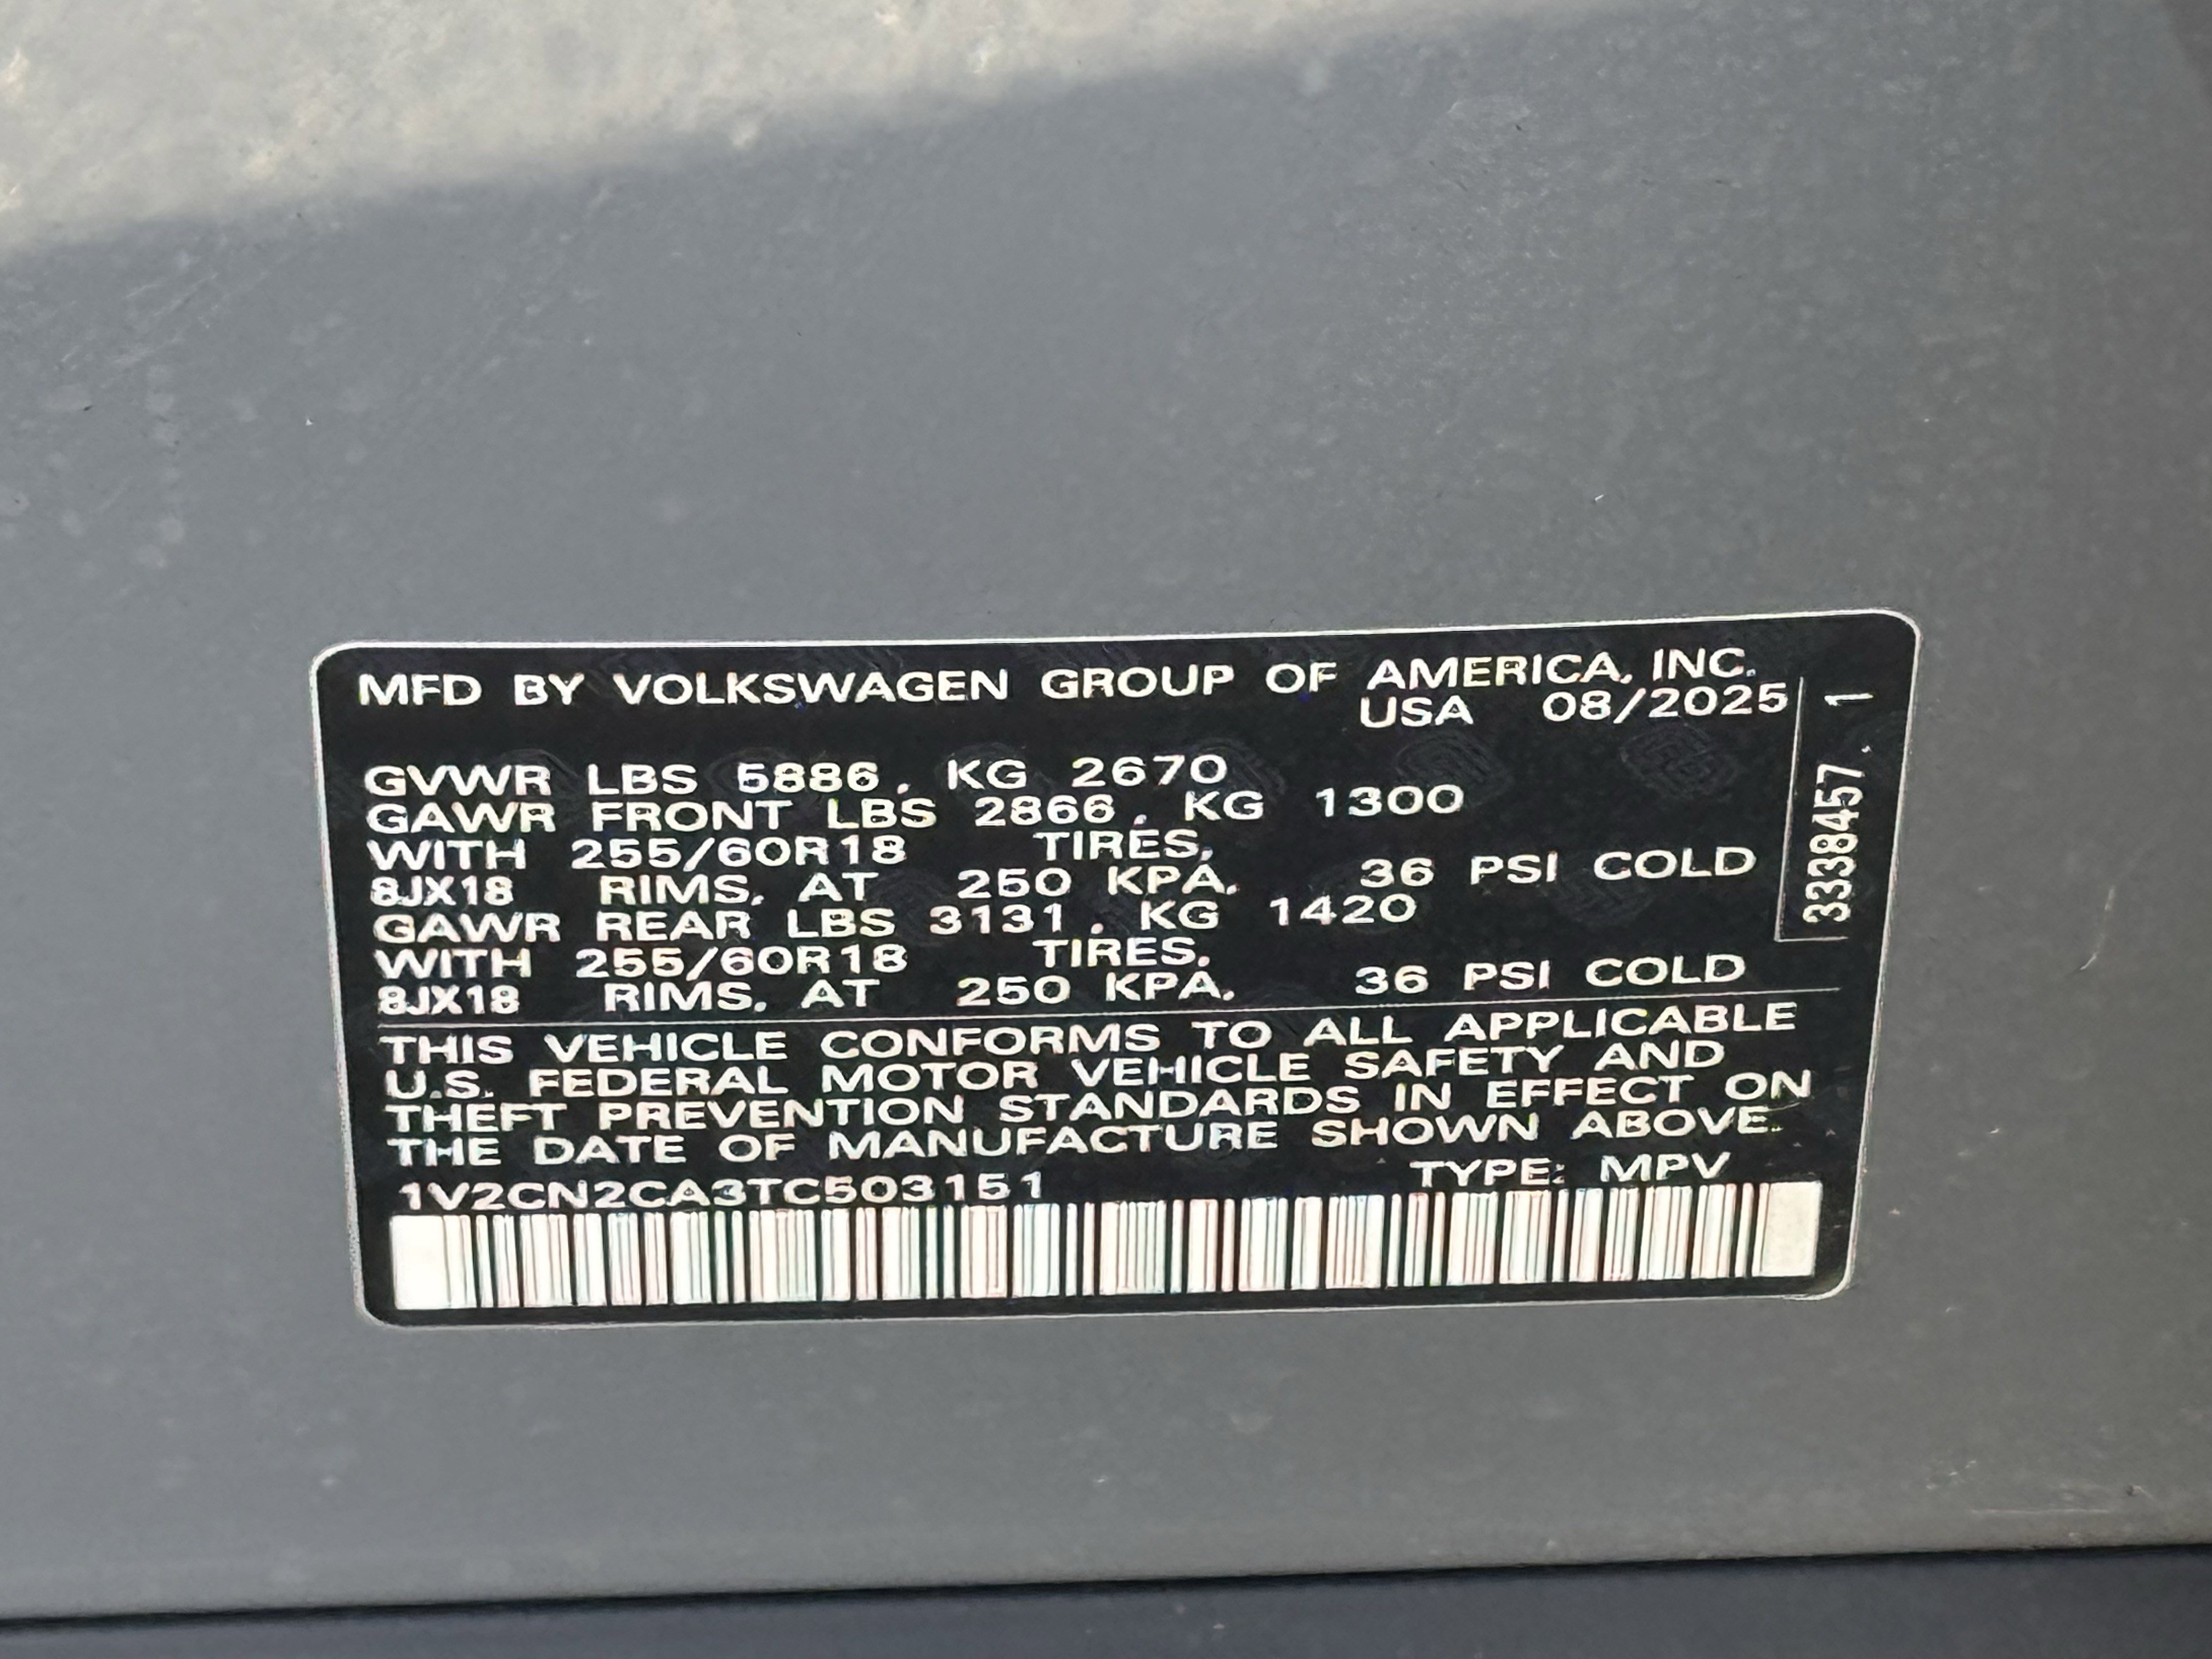 MFD BY VOLKSWAGEN GROUP OF AMERICA, INC.
USA 08/2025
GVWR LBS 5886, KG 2670
GAWR FRONT LBS 2866, KG 1300
WITH 255/60R18 TIRES,
8JX18 RIMS, AT 250 KPA, 36 PSI COLD
GAWR REAR LBS 3131, KG 1420
WITH 255/60R18 TIRES,
8JX18 RIMS, AT 250 KPA, 36 PSI COLD
3338457. 1
THIS VEHICLE CONFORMS TO ALL APPLICABLE
U.S. FEDERAL MOTOR VEHICLE SAFETY AND
THEFT PREVENTION STANDARDS IN EFFECT ON
THE DATE OF MANUFACTURE SHOWN ABOVE.
1V2CN2CA3TC503151 TYPE: MPV